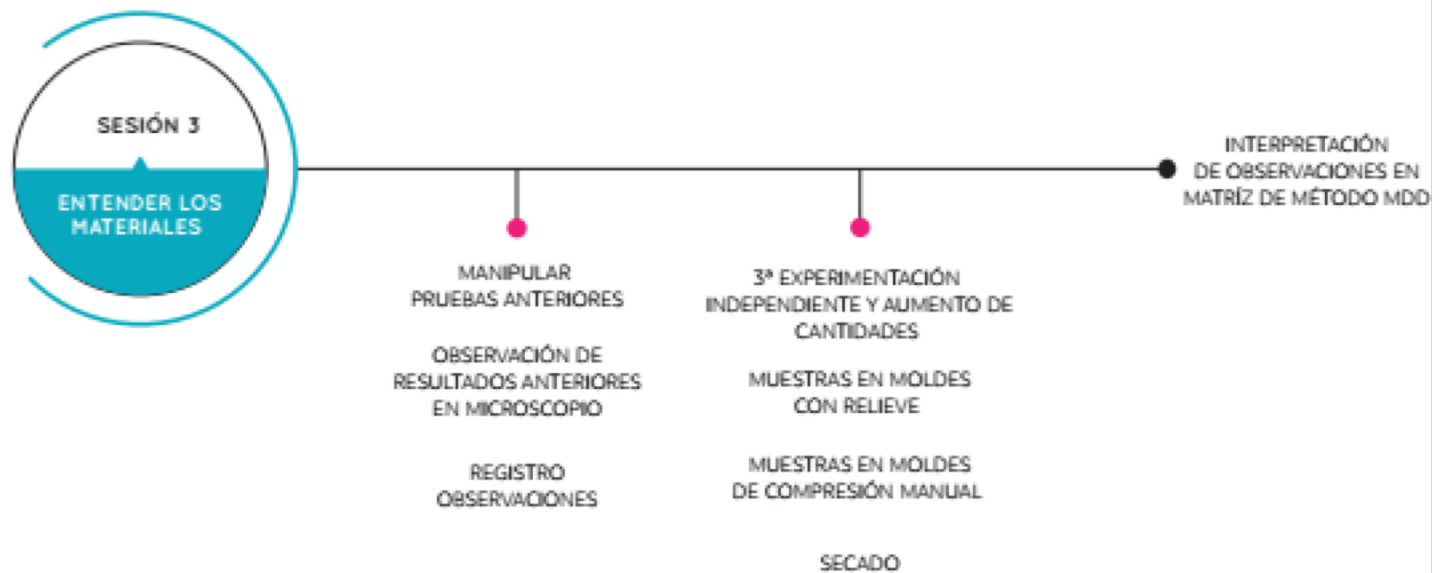 SESIÓN 3
ENTENDER LOS
MATERIALES
MANIPULAR
PRUEBAS ANTERIORES
OBSERVACIÓN DE
RESULTADOS ANTERIORES
EN MICROSCOPIO
REGISTRO
OBSERVACIONES
3ª EXPERIMENTACIÓN
INDEPENDIENTE Y AUMENTO DE
CANTIDADES
MUESTRAS EN MOLDES
CON RELIEVE
MUESTRAS EN MOLDES
DE COMPRESIÓN MANUAL
SECADO
INTERPRETACIÓN
DE OBSERVACIONES EN
MATRÍZ DE MÉTODO MDD